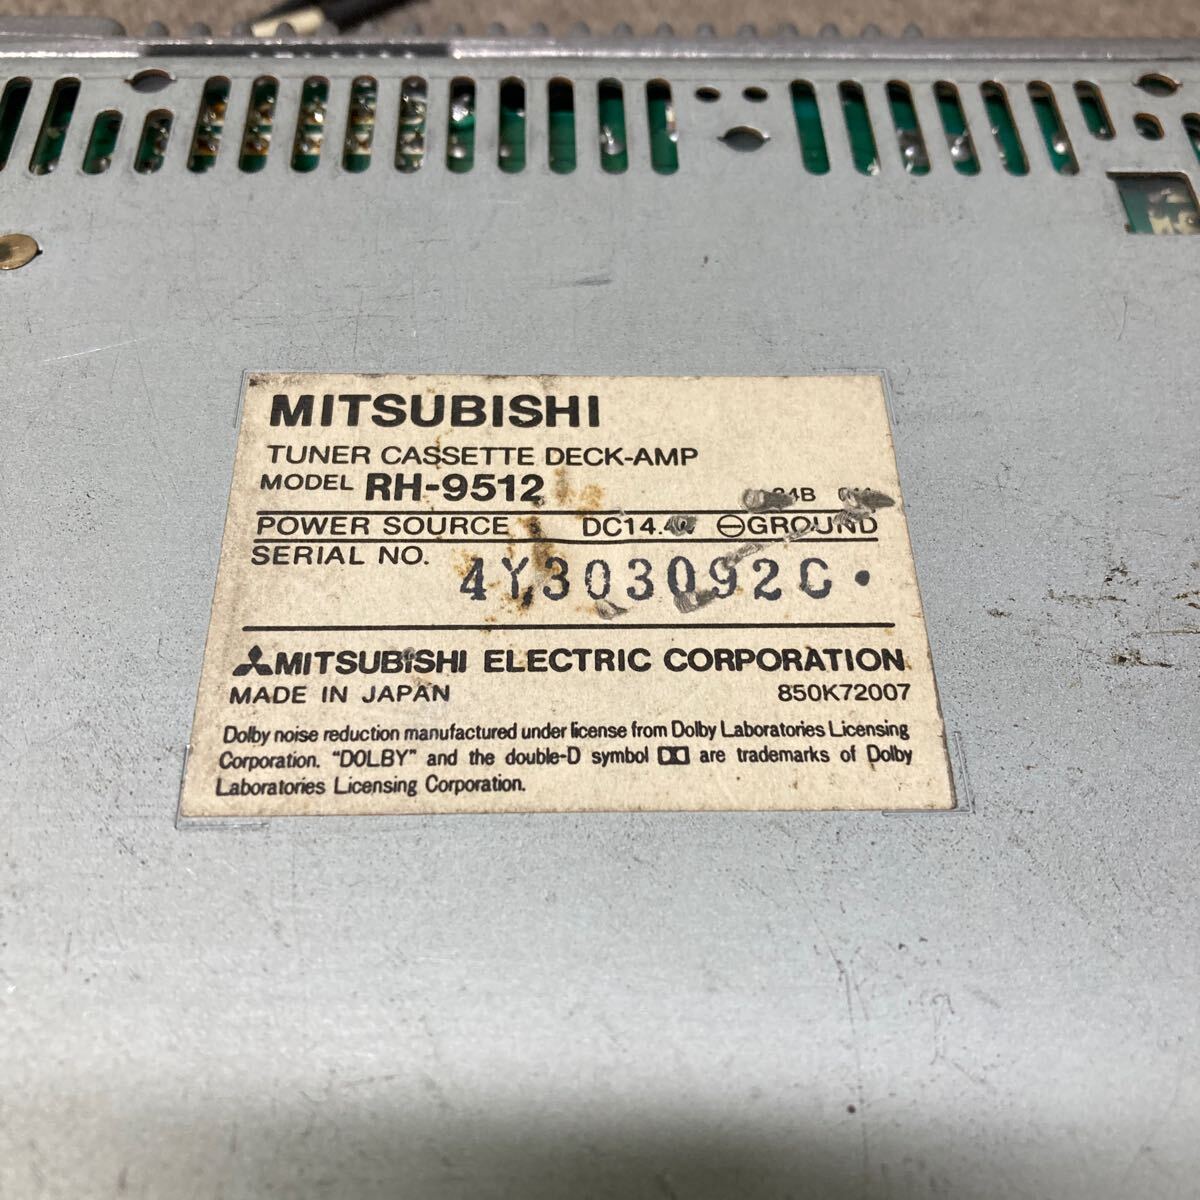 MITSUBISHI
TUNER CASSETTE DECK-AMP
MODEL RH-9512
POWER SOURCE ⊖GROUND
SERIAL NO. 4Y303092C
MITSUBISHI ELECTRIC CORPORATION
MADE IN JAPAN 850K72007
Dolby noise reduction manufactured under license from Dolby Laboratories Licensing
Corporation. "DOLBY" and the double-D symbol are trademarks of Dolby
Laboratories Licensing Corporation.